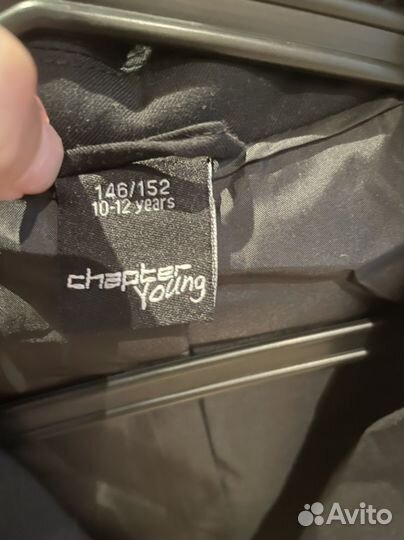 146/152
10-12 years
chapter
Young
Avito